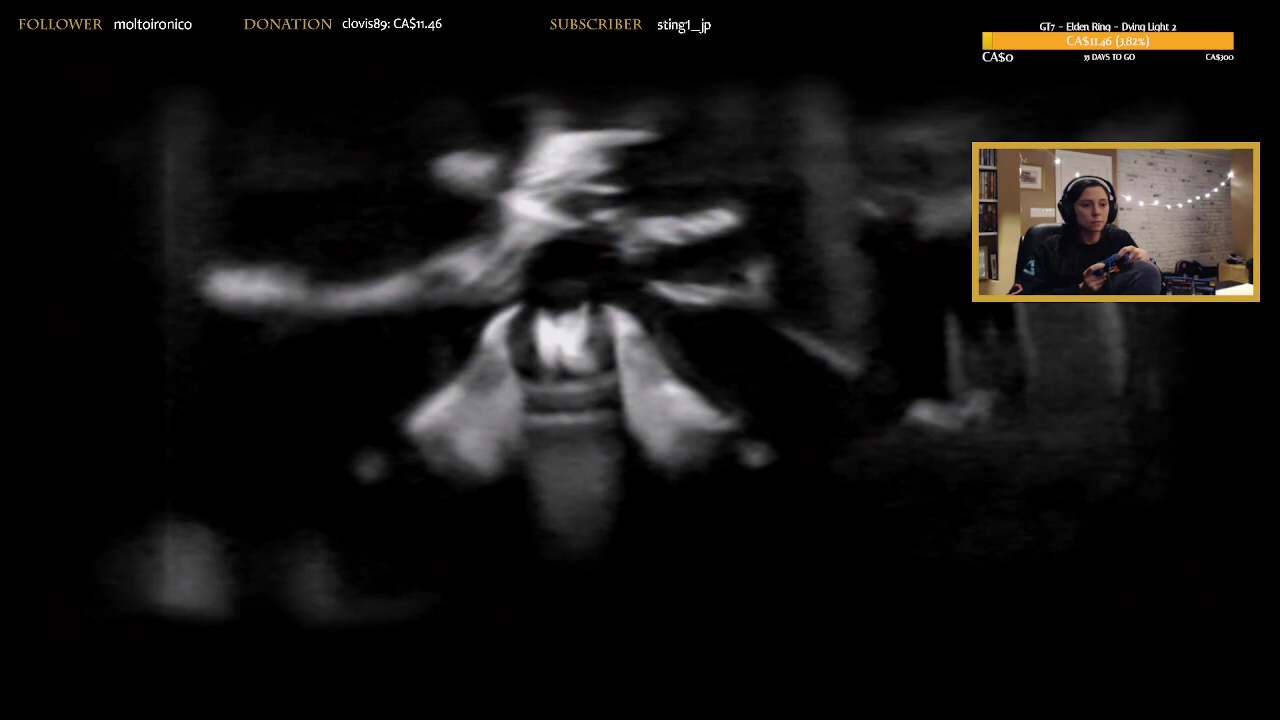 FOLLOWER moltoironico DONATION clovis89: CA$11.46 SUBSCRIBER sting1_jp
GT7 - Elden Ring - Dying Light 2
CA$11.46 (3.82%)
CA$0 33 DAYS TO GO CA$300